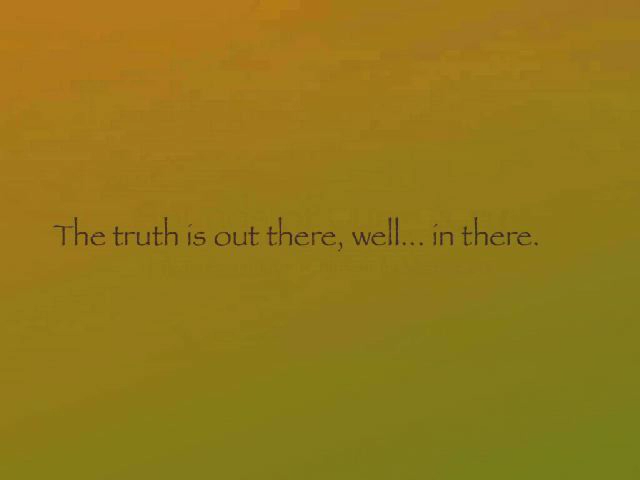 The truth is out there, well... in there.